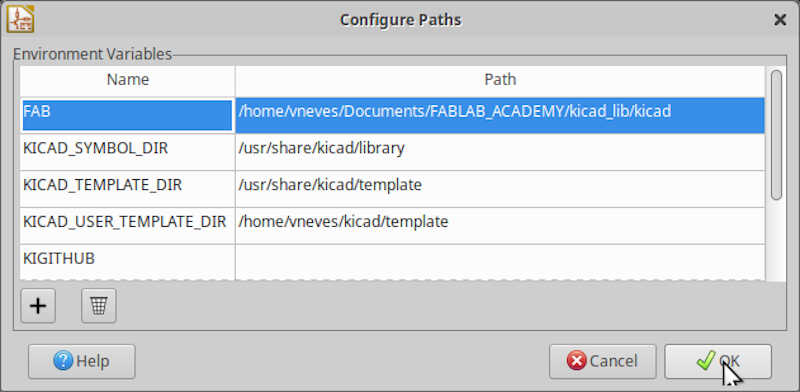 Configure Paths
Environment Variables
Name Path
FAB /home/vneves/Documents/FABLAB_ACADEMY/kicad_lib/kicad
KICAD_SYMBOL_DIR /usr/share/kicad/library
KICAD_TEMPLATE_DIR /usr/share/kicad/template
KICAD_USER_TEMPLATE_DIR /home/vneves/kicad/template
KIGITHUB
Help Cancel OK